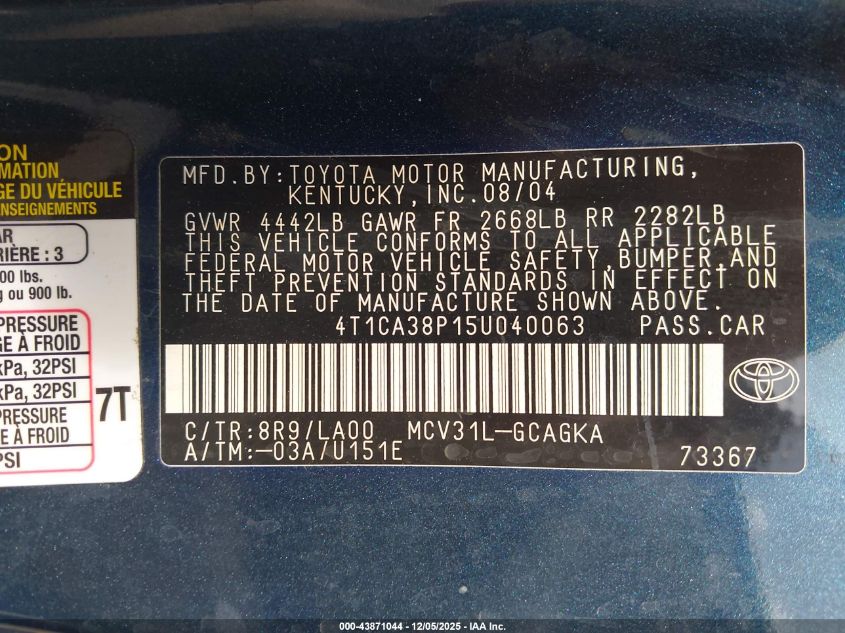 ON
RMATION,
GE DU VÉHICULE
ENSEIGNEMENTS
AR
RIÈRE : 3
00 lbs.
g ou 900 lb.
PRESSURE
GE À FROID
kPa, 32PSI
kPa, 32PSI
PRESSURE
GE À FROID
PSI
7T
MFD.BY:TOYOTA MOTOR MANUFACTURING,
KENTUCKY,INC.08/04
GVWR 4442LB GAWR FR 2668LB RR 2282LB
THIS VEHICLE CONFORMS TO ALL APPLICABLE
FEDERAL MOTOR VEHICLE SAFETY,BUMPER,AND
THEFT PREVENTION STANDARDS IN EFFECT ON
THE DATE OF MANUFACTURE SHOWN ABOVE.
4T1CA38P15U040063 PASS.CAR
C/TR:8R9/LA00 MCV31L-GCAGKA
A/TM:-03A/U151E
73367
000-43871044 - 12/05/2025 - IAA Inc.